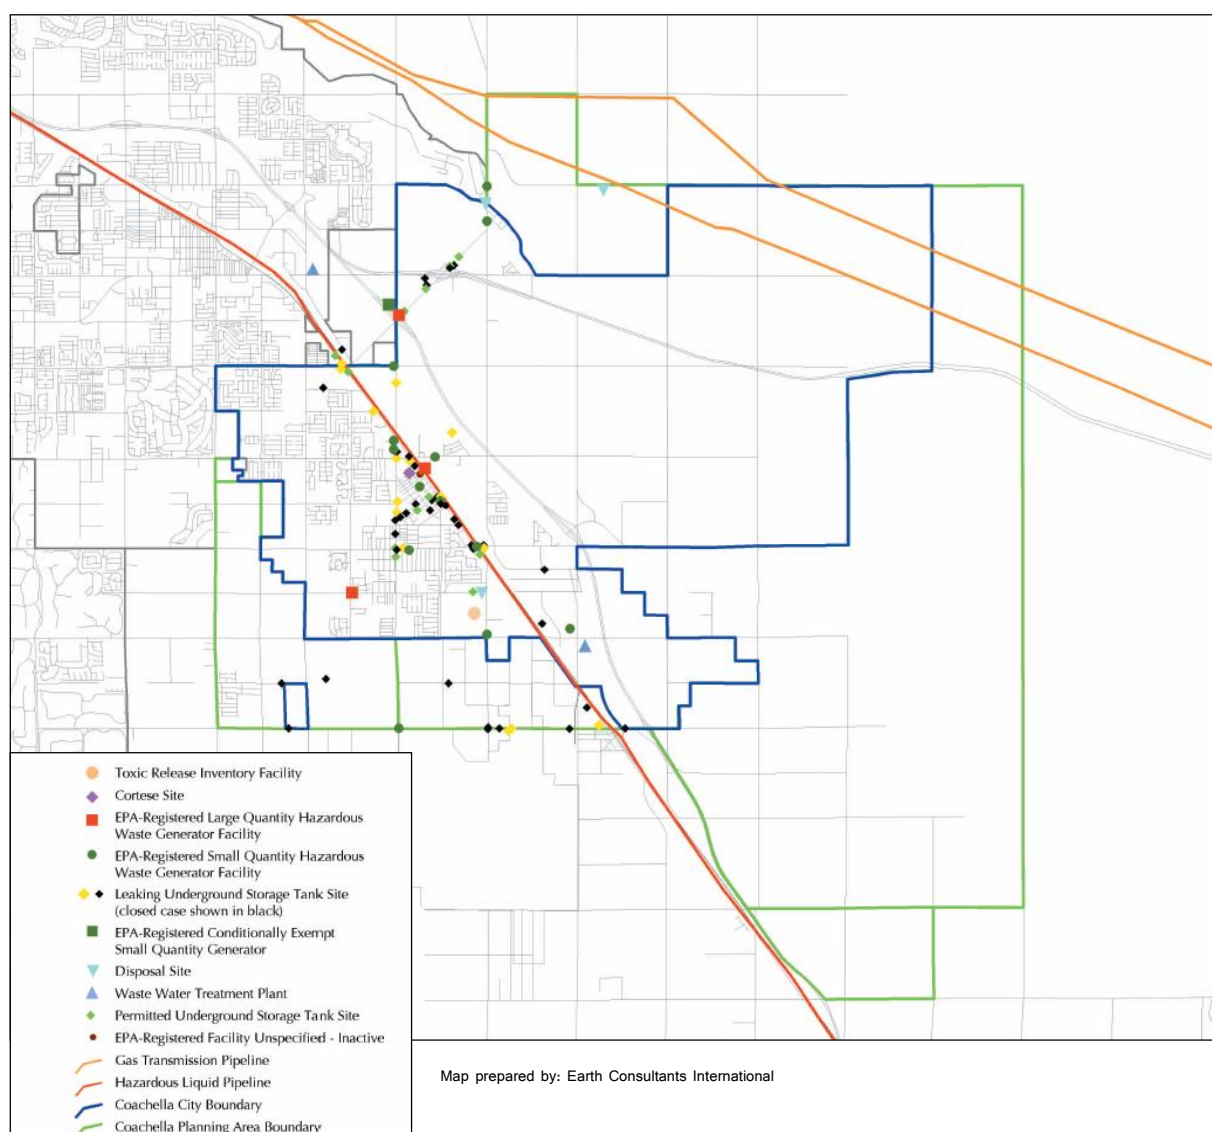 Toxic Release Inventory Facility
Cortese Site
EPA-Registered Large Quantity Hazardous
Waste Generator Facility
EPA-Registered Small Quantity Hazardous
Waste Generator Facility
Leaking Underground Storage Tank Site
(closed case shown in black)
EPA-Registered Conditionally Exempt
Small Quantity Generator
Disposal Site
Waste Water Treatment Plant
Permitted Underground Storage Tank Site
EPA-Registered Facility Unspecified - Inactive
Gas Transmission Pipeline
Hazardous Liquid Pipeline
Coachella City Boundary
Coachella Planning Area Boundary
Map prepared by: Earth Consultants International